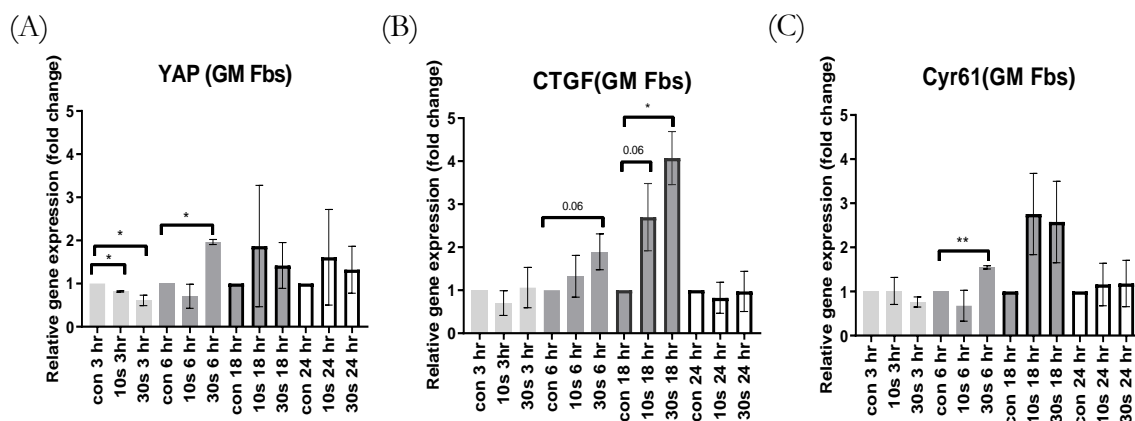 (A)
YAP (GM Fbs)
Relative gene expression (fold change)
5
4
3
2
1
0
*
*
*
con 3 hr
10s 3hr
30s 3 hr
con 6 hr
10s 6 hr
30s 6 hr
con 18 hr
10s 18 hr
30s 18 hr
con 24 hr
10s 24 hr
30s 24 hr
(B)
CTGF(GM Fbs)
Relative gene expression (fold change)
5
4
3
2
1
0
0.06
0.06
*
con 3 hr
10s 3hr
30s 3 hr
con 6 hr
10s 6 hr
30s 6 hr
con 18 hr
10s 18 hr
30s 18 hr
con 24 hr
10s 24 hr
30s 24 hr
(C)
Cyr61(GM Fbs)
Relative gene expression (fold change)
5
4
3
2
1
0
**
con 3 hr
10s 3hr
30s 3 hr
con 6 hr
10s 6 hr
30s 6 hr
con 18 hr
10s 18 hr
30s 18 hr
con 24 hr
10s 24 hr
30s 24 hr